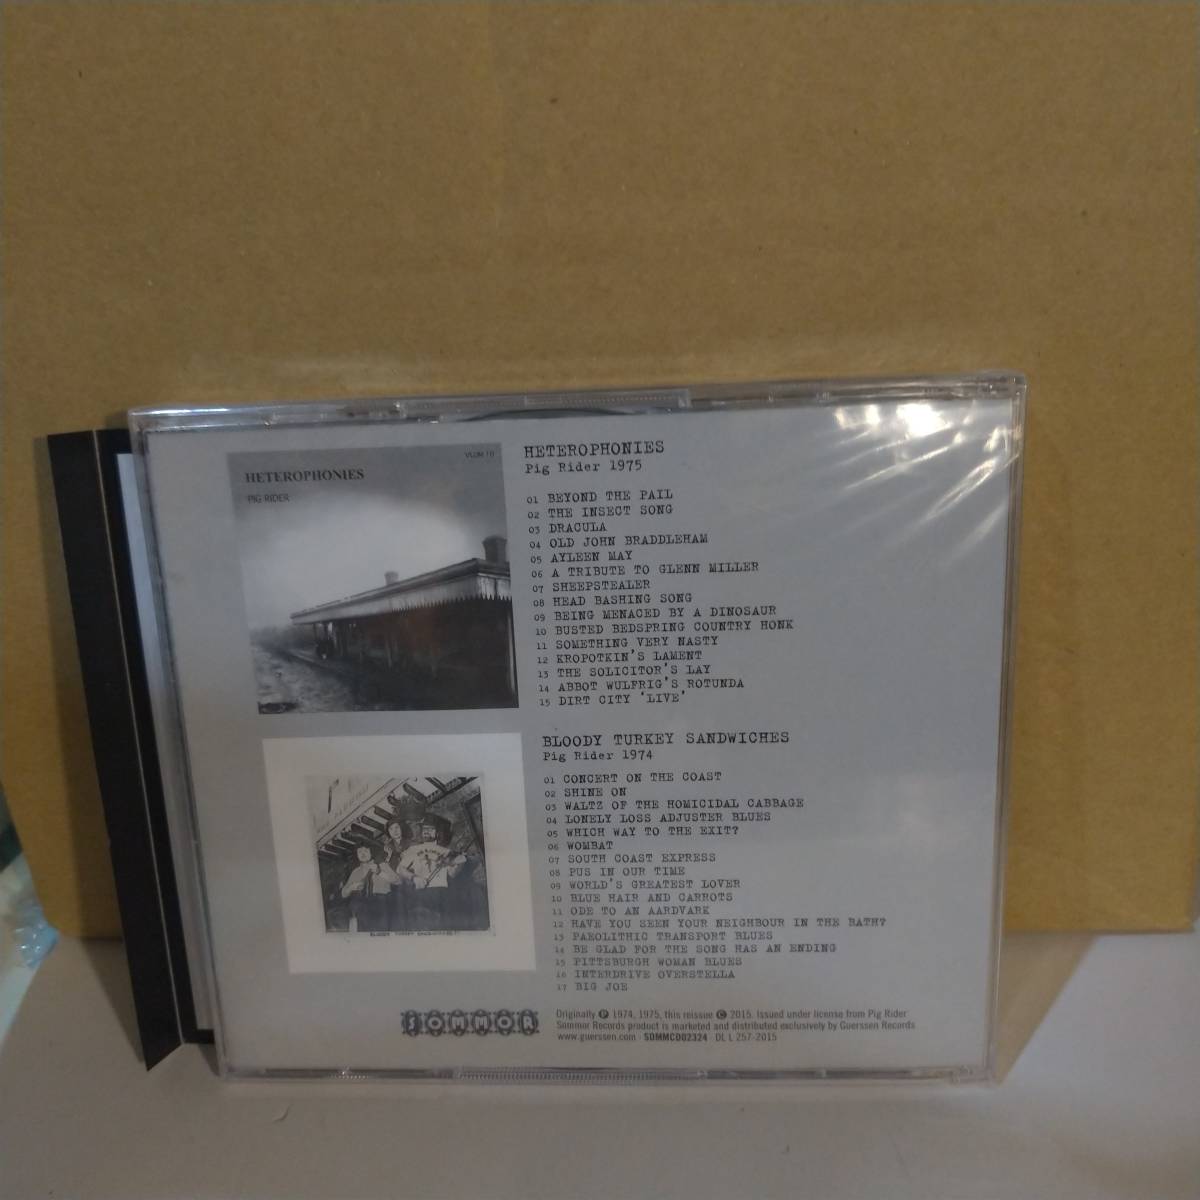 HETEROPHONIES
PIG RIDER
VLUM 10
HETEROPHONIES
Pig Rider 1975
01 BEYOND THE PAIL
02 THE INSECT SONG
03 DRACULA
04 OLD JOHN BRADDLEHAM
05 AYLEEN MAY
06 A TRIBUTE TO GLENN MILLER
07 SHEEPSTEALER
08 HEAD BASHING SONG
09 BEING MENACED BY A DINOSAUR
10 BUSTED BEDSPRING COUNTRY HONK
11 SOMETHING VERY NASTY
12 KROPOTKIN'S LAMENT
13 THE SOLICITOR'S LAY
14 ABBOT WULFRIG'S ROTUNDA
15 DIRT CITY 'LIVE'
BLOODY TURKEY SANDWICHES
Pig Rider 1974
01 CONCERT ON THE COAST
02 SHINE ON
03 WALTZ OF THE HOMICIDAL CABBAGE
04 LONELY LOSS ADJUSTER BLUES
05 WHICH WAY TO THE EXIT?
06 WOMBAT
07 SOUTH COAST EXPRESS
08 PUS IN OUR TIME
09 WORLD'S GREATEST LOVER
10 BLUE HAIR AND CARROTS
11 ODE TO AN AARDVARK
12 HAVE YOU SEEN YOUR NEIGHBOUR IN THE BATH?
13 PAEOLITHIC TRANSPORT BLUES
14 BE GLAD FOR THE SONG HAS AN ENDING
15 PITTSBURGH WOMAN BLUES
16 INTERDRIVE OVERSTELLA
17 BIG JOE
BLOODY TURKEY SANDWICHES
SOMMOR
Originally ℗ 1974, 1975, this reissue © 2015. Issued under license from Pig Rider
Sommor Records product is marketed and distributed exclusively by Guerssen Records
www.guerssen.com · SOMMCD02324 · DL L 257-2015